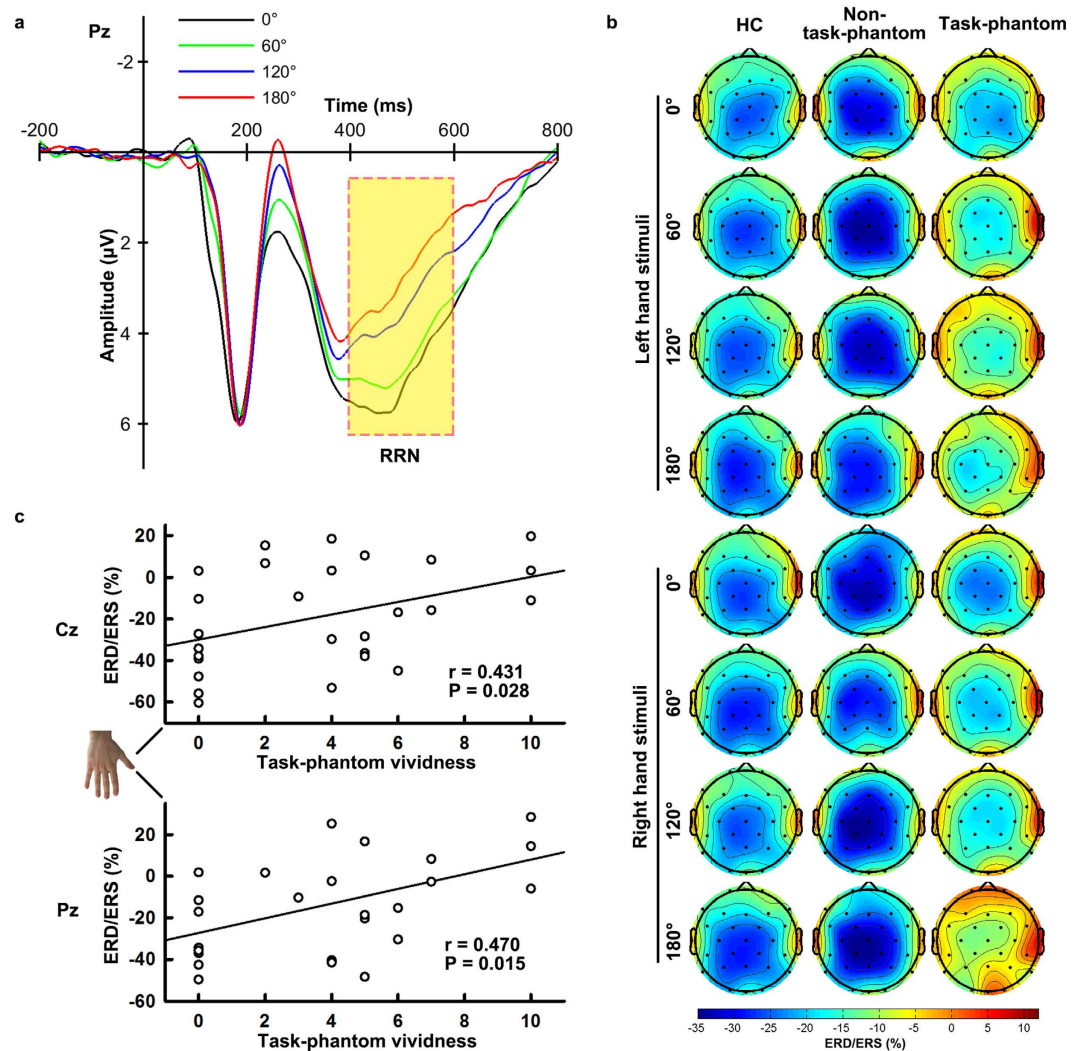 a
Pz
0°
60°
120°
180°
Time (ms)
-200 200 400 600 800
-2
2
4
6
Amplitude (µV)
RRN
b
HC
Non-
task-phantom
Task-phantom
Left hand stimuli
0°
60°
120°
180°
Right hand stimuli
0°
60°
120°
180°
-35 -30 -25 -20 -15 -10 -5 0 5 10
ERD/ERS (%)
c
Cz
ERD/ERS (%)
20
0
-20
-40
-60
r = 0.431
P = 0.028
0 2 4 6 8 10
Task-phantom vividness
Pz
ERD/ERS (%)
20
0
-20
-40
-60
r = 0.470
P = 0.015
0 2 4 6 8 10
Task-phantom vividness